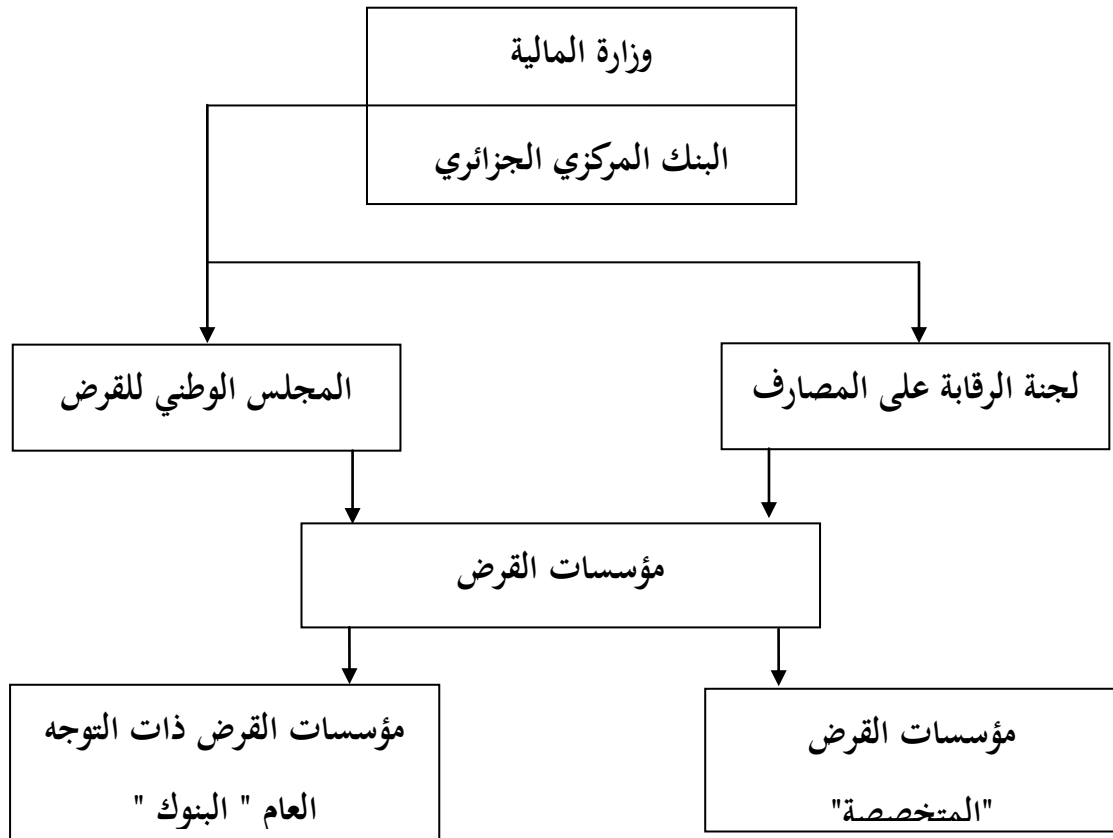 وزارة المالية
البنك المركزي الجزائري
لجنة الرقابة على المصارف
المجلس الوطني للقرض
مؤسسات القرض
مؤسسات القرض
"المتخصصة"
مؤسسات القرض ذات التوجه
العام " البنوك "